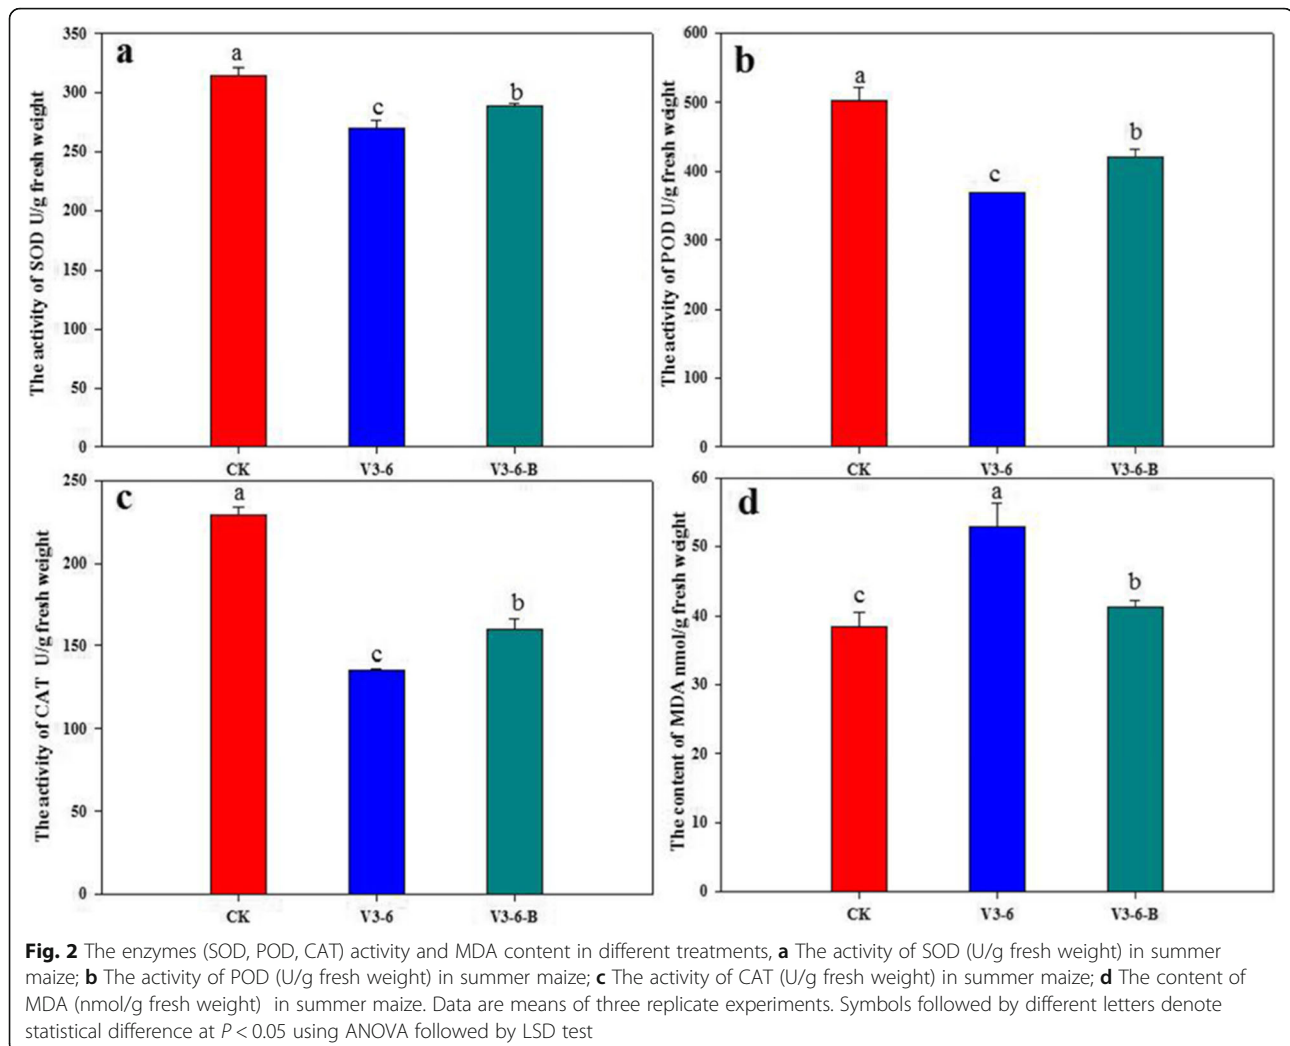 a
The activity of SOD U/g fresh weight
350
300
250
200
150
100
50
0
a
c
b
CK
V3-6
V3-6-B
b
The activity of POD U/g fresh weight
600
500
400
300
200
100
0
a
c
b
CK
V3-6
V3-6-B
c
The activity of CAT U/g fresh weight
250
200
150
100
50
0
a
c
b
CK
V3-6
V3-6-B
d
The content of MDA nmol/g fresh weight
60
50
40
30
20
10
0
c
a
b
CK
V3-6
V3-6-B
Fig. 2 The enzymes (SOD, POD, CAT) activity and MDA content in different treatments, a The activity of SOD (U/g fresh weight) in summer
maize; b The activity of POD (U/g fresh weight) in summer maize; c The activity of CAT (U/g fresh weight) in summer maize; d The content of
MDA (nmol/g fresh weight) in summer maize. Data are means of three replicate experiments. Symbols followed by different letters denote
statistical difference at P < 0.05 using ANOVA followed by LSD test